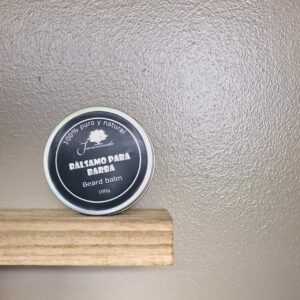 100% puro y natural
BÁLSAMO PARA
BARBA
Beard balm
100g